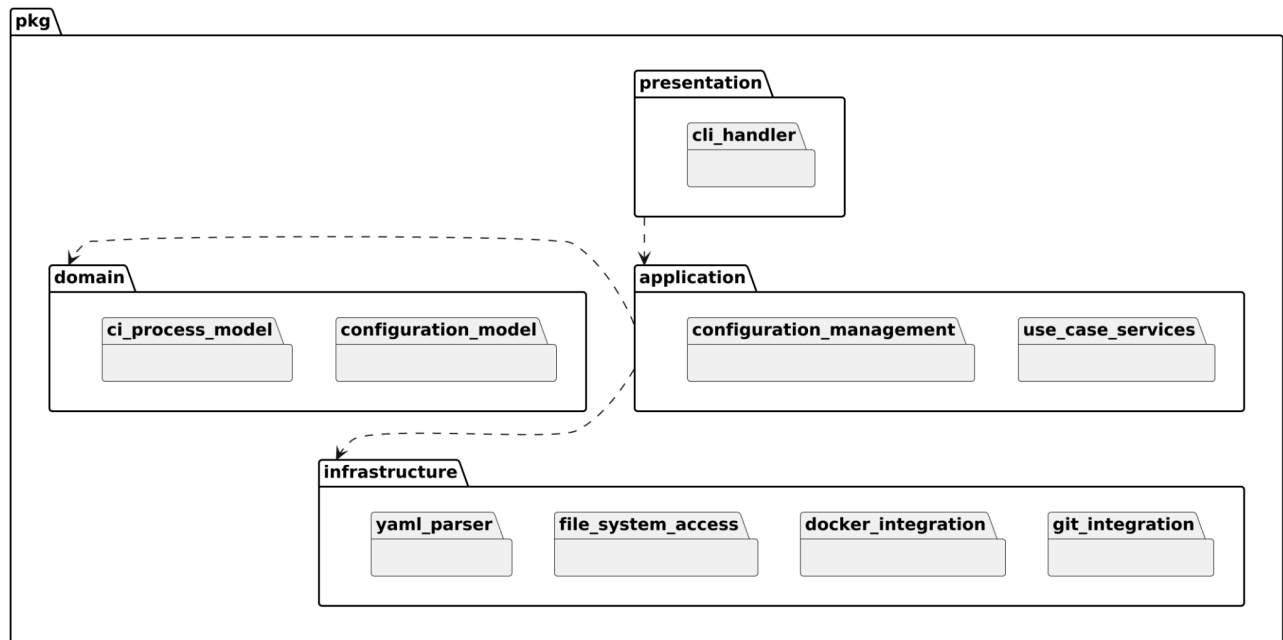 pkg
presentation
cli_handler
domain
application
ci_process_model
configuration_model
configuration_management
use_case_services
infrastructure
yaml_parser
file_system_access
docker_integration
git_integration